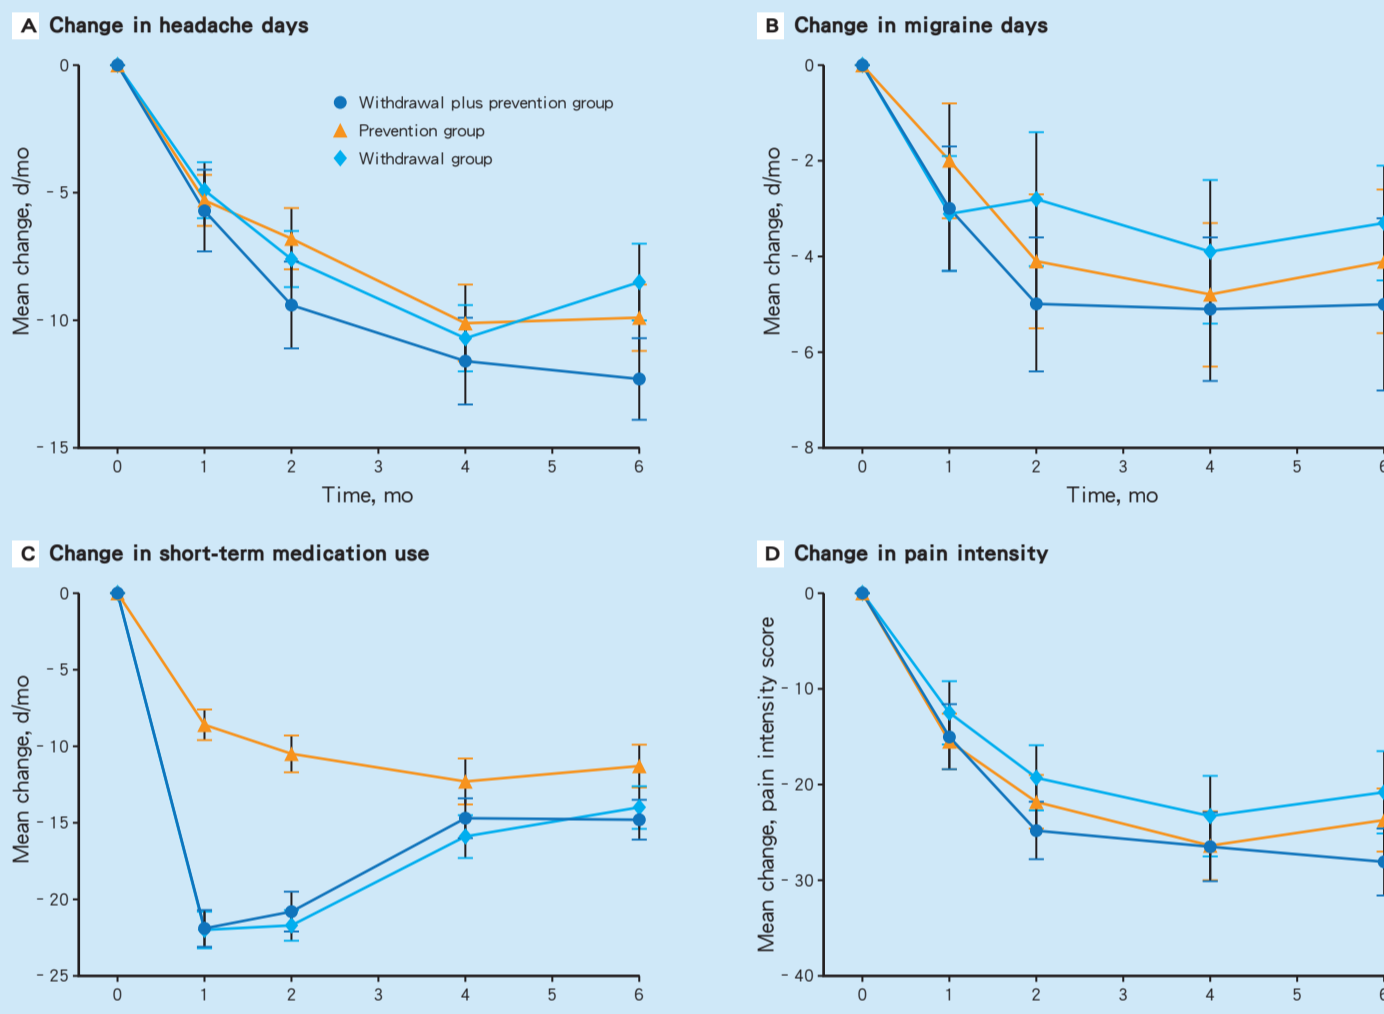 A Change in headache days
0
- 5
- 10
- 15
Mean change, d/mo
Withdrawal plus prevention group
Prevention group
Withdrawal group
0 1 2 3 4 5 6
Time, mo
B Change in migraine days
0
- 2
- 4
- 6
- 8
Mean change, d/mo
0 1 2 3 4 5 6
Time, mo
C Change in short-term medication use
0
- 5
- 10
- 15
- 20
- 25
Mean change, d/mo
0 1 2 3 4 5 6
D Change in pain intensity
0
- 10
- 20
- 30
- 40
Mean change, pain intensity score
0 1 2 3 4 5 6